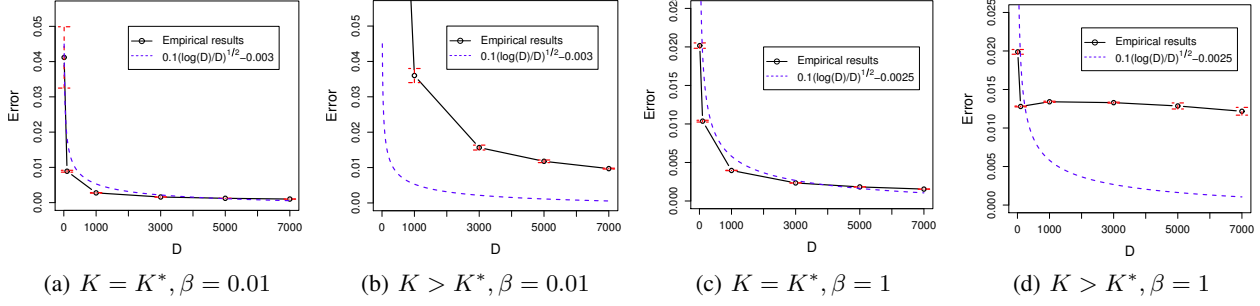 0.05
0.04
0.03
0.02
0.01
0.00
Error
0 1000 3000 5000 7000
D
Empirical results
0.1(log(D)/D)^{1/2}−0.003
(a) K = K*, β = 0.01
0.05
0.04
0.03
0.02
0.01
0.00
Error
0 1000 3000 5000 7000
D
Empirical results
0.1(log(D)/D)^{1/2}−0.003
(b) K > K*, β = 0.01
0.020
0.015
0.010
0.005
0.000
Error
0 1000 3000 5000 7000
D
Empirical results
0.1(log(D)/D)^{1/2}−0.0025
(c) K = K*, β = 1
0.025
0.020
0.015
0.010
0.005
0.000
Error
0 1000 3000 5000 7000
D
Empirical results
0.1(log(D)/D)^{1/2}−0.0025
(d) K > K*, β = 1